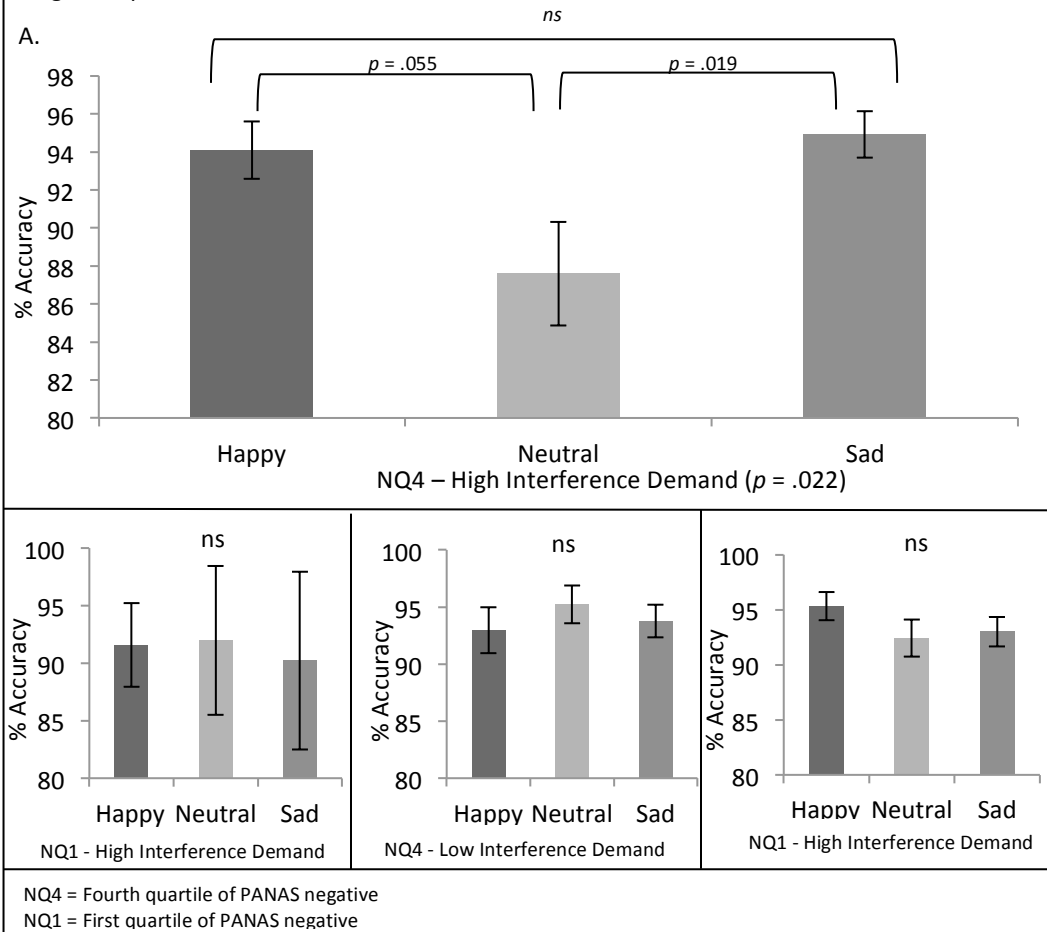 ns
A.
p = .055
p = .019
98
96
94
92
90
88
86
84
82
80
% Accuracy
Happy Neutral Sad
NQ4 – High Interference Demand (p = .022)
ns
100
95
90
85
80
% Accuracy
Happy Neutral Sad
NQ1 - High Interference Demand
ns
100
95
90
85
80
% Accuracy
Happy Neutral Sad
NQ4 - Low Interference Demand
ns
100
95
90
85
80
% Accuracy
Happy Neutral Sad
NQ1 - High Interference Demand
NQ4 = Fourth quartile of PANAS negative
NQ1 = First quartile of PANAS negative